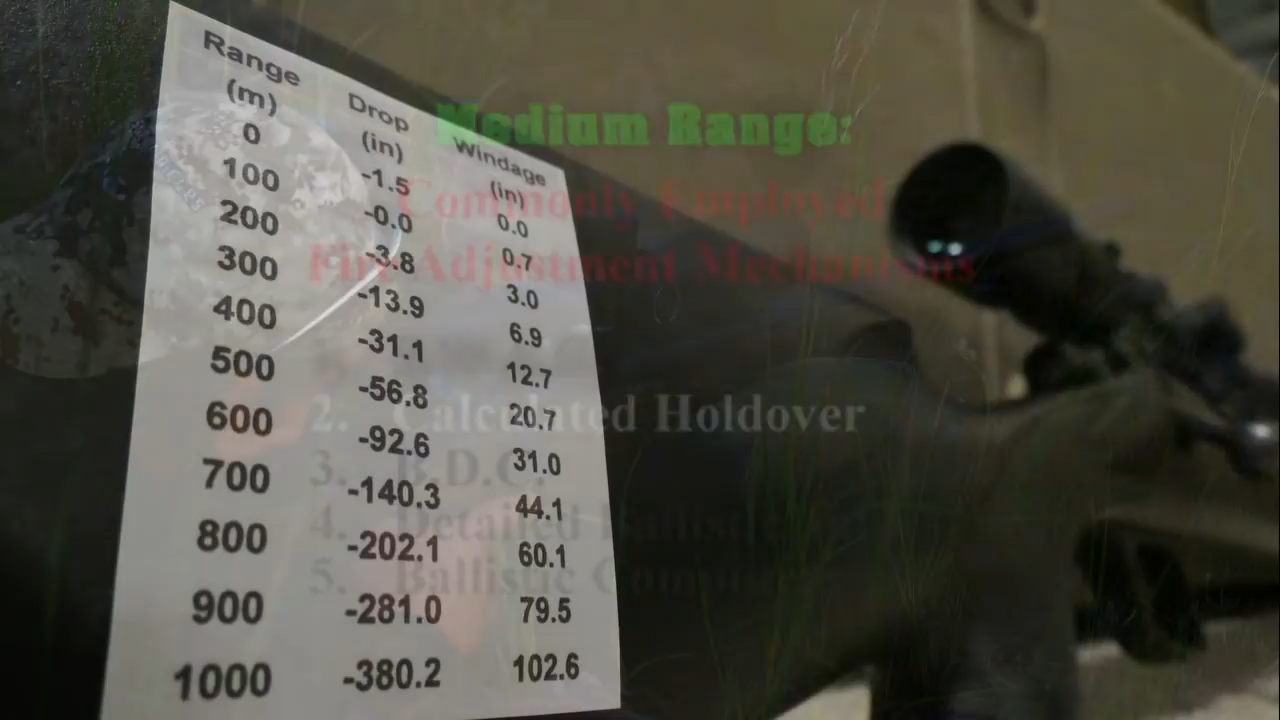 Range Drop Windage
(m) (in) (in)
0 -1.5 0.0
100 -0.0 0.7
200 -3.8 3.0
300 -13.9 6.9
400 -31.1 12.7
500 -56.8 20.7
600 -92.6 31.0
700 -140.3 44.1
800 -202.1 60.1
900 -281.0 79.5
1000 -380.2 102.6
Medium Range:
Commonly Employed
Fire Adjustment Mechanisms
2. Calculated Holdover
3. B.D.C.
4. Detailed
5. Ballistic